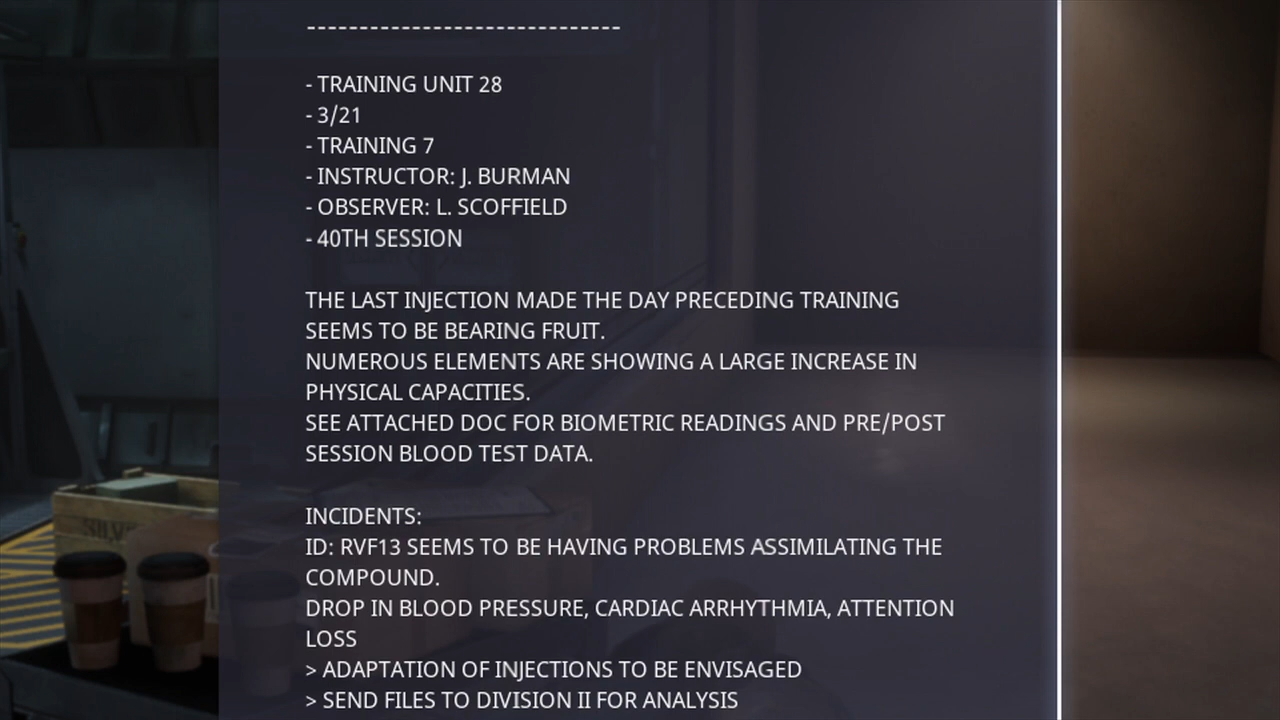 ------------------------------
- TRAINING UNIT 28
- 3/21
- TRAINING 7
- INSTRUCTOR: J. BURMAN
- OBSERVER: L. SCOFFIELD
- 40TH SESSION
THE LAST INJECTION MADE THE DAY PRECEDING TRAINING
SEEMS TO BE BEARING FRUIT.
NUMEROUS ELEMENTS ARE SHOWING A LARGE INCREASE IN
PHYSICAL CAPACITIES.
SEE ATTACHED DOC FOR BIOMETRIC READINGS AND PRE/POST
SESSION BLOOD TEST DATA.
INCIDENTS:
ID: RVF13 SEEMS TO BE HAVING PROBLEMS ASSIMILATING THE
COMPOUND.
DROP IN BLOOD PRESSURE, CARDIAC ARRHYTHMIA, ATTENTION
LOSS
> ADAPTATION OF INJECTIONS TO BE ENVISAGED
> SEND FILES TO DIVISION II FOR ANALYSIS